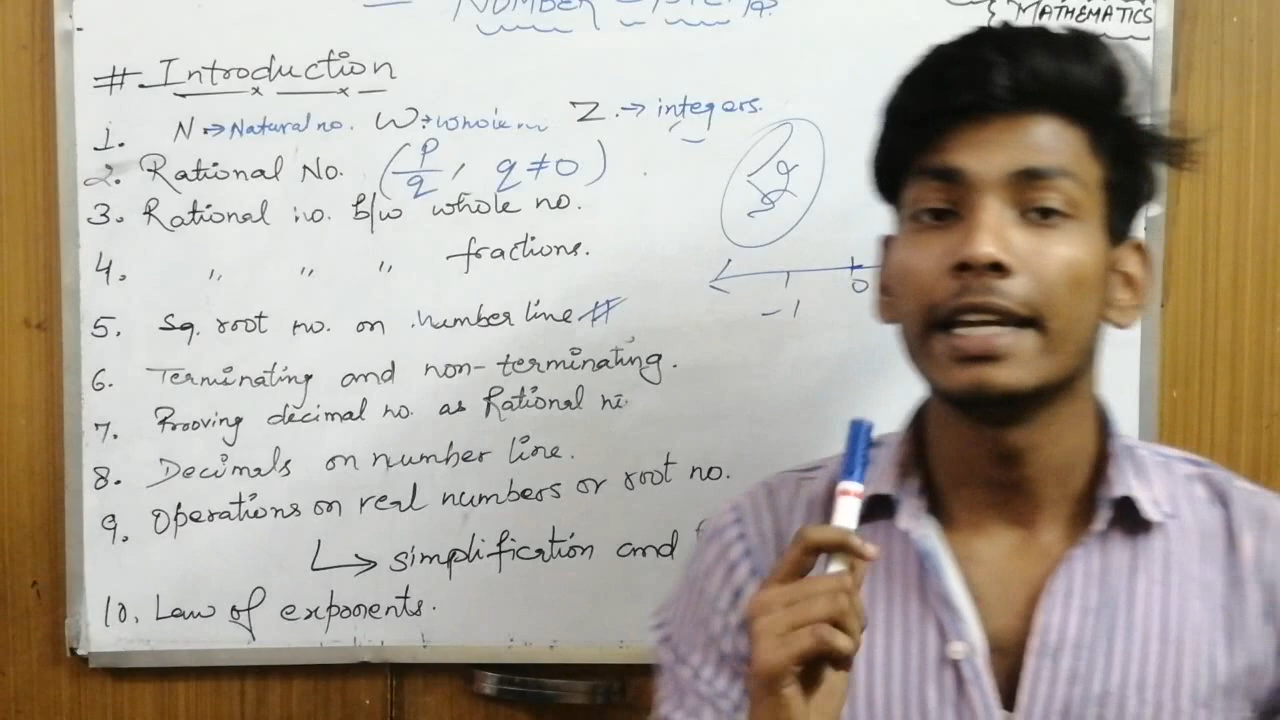 NUMBER SYSTEM
MATHEMATICS
# Introduction
1. N → Natural no. W → whole Z → integers.
2. Rational No. (p/q, q ≠ 0)
3. Rational no. b/w whole no.
4. " " " fractions.
5. Sq. root no. on number line #
6. Terminating and non-terminating.
7. Prooving decimal no. as Rational
8. Decimals on number line.
9. Operations on real numbers or root no.
↳ simplification and
10. Law of exponents.
√2
-1 0